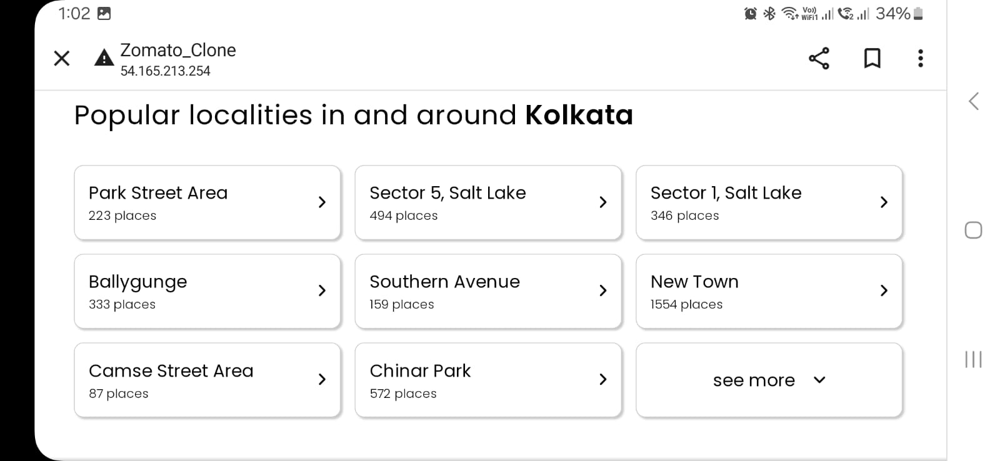 1:02
Vo))
WiFi1
2
34%
Zomato_Clone
54.165.213.254
Popular localities in and around Kolkata
Park Street Area
223 places
Sector 5, Salt Lake
494 places
Sector 1, Salt Lake
346 places
Ballygunge
333 places
Southern Avenue
159 places
New Town
1554 places
Camse Street Area
87 places
Chinar Park
572 places
see more